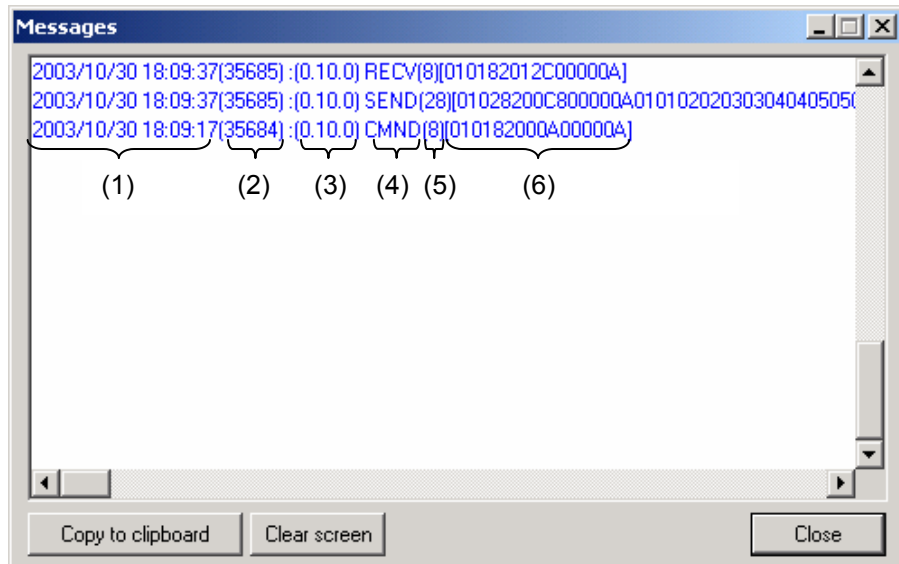 Messages
2003/10/30 18:09:37(35685) :(0.10.0) RECV(8)[010182012C00000A]
2003/10/30 18:09:37(35685) :(0.10.0) SEND(28)[01028200C800000A010102020303040405050
2003/10/30 18:09:17(35684) :(0.10.0) CMND(8)[010182000A00000A]
(1) (2) (3) (4) (5) (6)
Copy to clipboard Clear screen Close